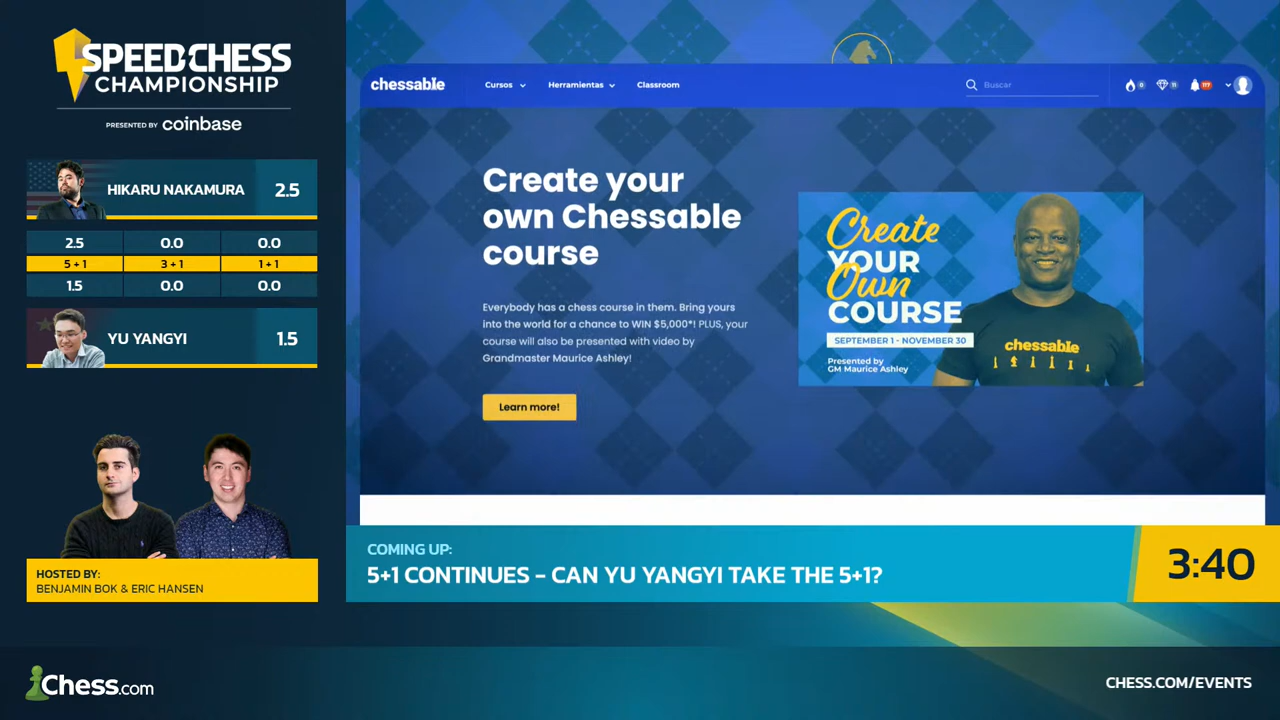 SPEED CHESS
CHAMPIONSHIP
PRESENTED BY coinbase
HIKARU NAKAMURA 2.5
2.5 0.0 0.0
5 + 1 3 + 1 1 + 1
1.5 0.0 0.0
YU YANGYI 1.5
HOSTED BY:
BENJAMIN BOK & ERIC HANSEN
chessable Cursos Herramientas Classroom Buscar 0 11 117
Create your
own Chessable
course
Everybody has a chess course in them. Bring yours
into the world for a chance to WIN $5,000*! PLUS, your
course will also be presented with video by
Grandmaster Maurice Ashley!
Learn more!
Create
YOUR
Own
COURSE
SEPTEMBER 1 - NOVEMBER 30
Presented by
GM Maurice Ashley
chessable
COMING UP:
5+1 CONTINUES – CAN YU YANGYI TAKE THE 5+1?
3:40
Chess.com
CHESS.COM/EVENTS